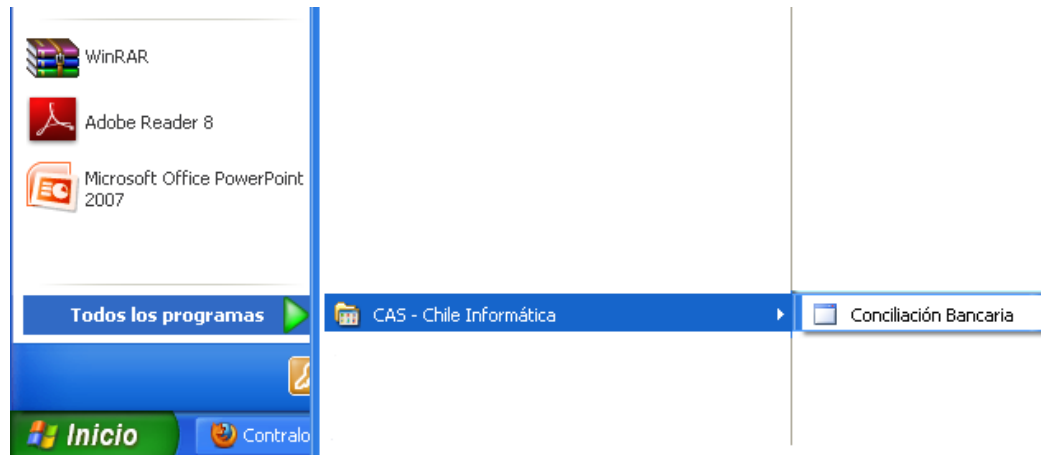 WinRAR
Adobe Reader 8
Microsoft Office PowerPoint
2007
Todos los programas
CAS - Chile Informática
Conciliación Bancaria
Inicio
Contralo